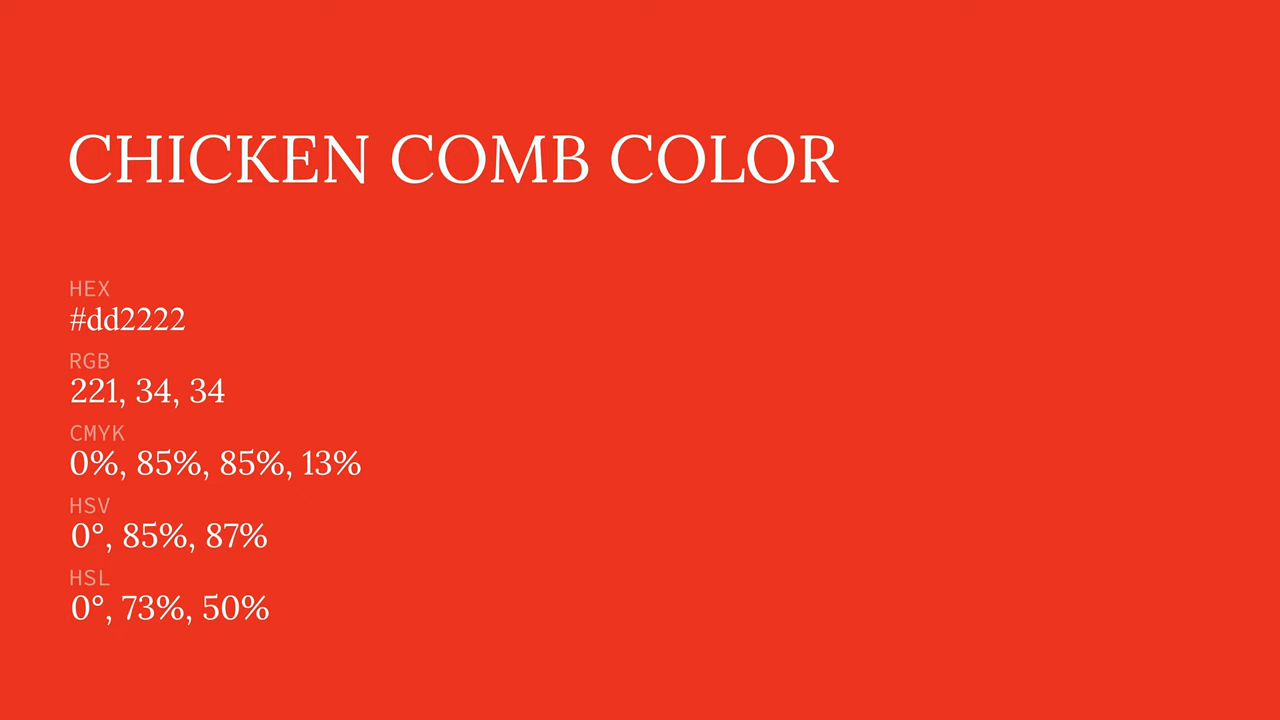 CHICKEN COMB COLOR
HEX
#dd2222
RGB
221, 34, 34
CMYK
0%, 85%, 85%, 13%
HSV
0°, 85%, 87%
HSL
0°, 73%, 50%